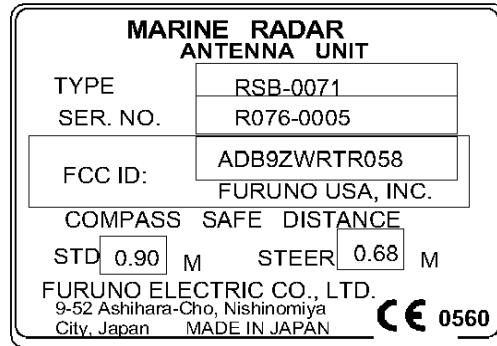 MARINE RADAR
ANTENNA UNIT
TYPE RSB-0071
SER. NO. R076-0005
FCC ID: ADB9ZWRTR058
FURUNO USA, INC.
COMPASS SAFE DISTANCE
STD 0.90 M STEER 0.68 M
FURUNO ELECTRIC CO., LTD.
9-52 Ashihara-Cho, Nishinomiya
City, Japan MADE IN JAPAN CE 0560